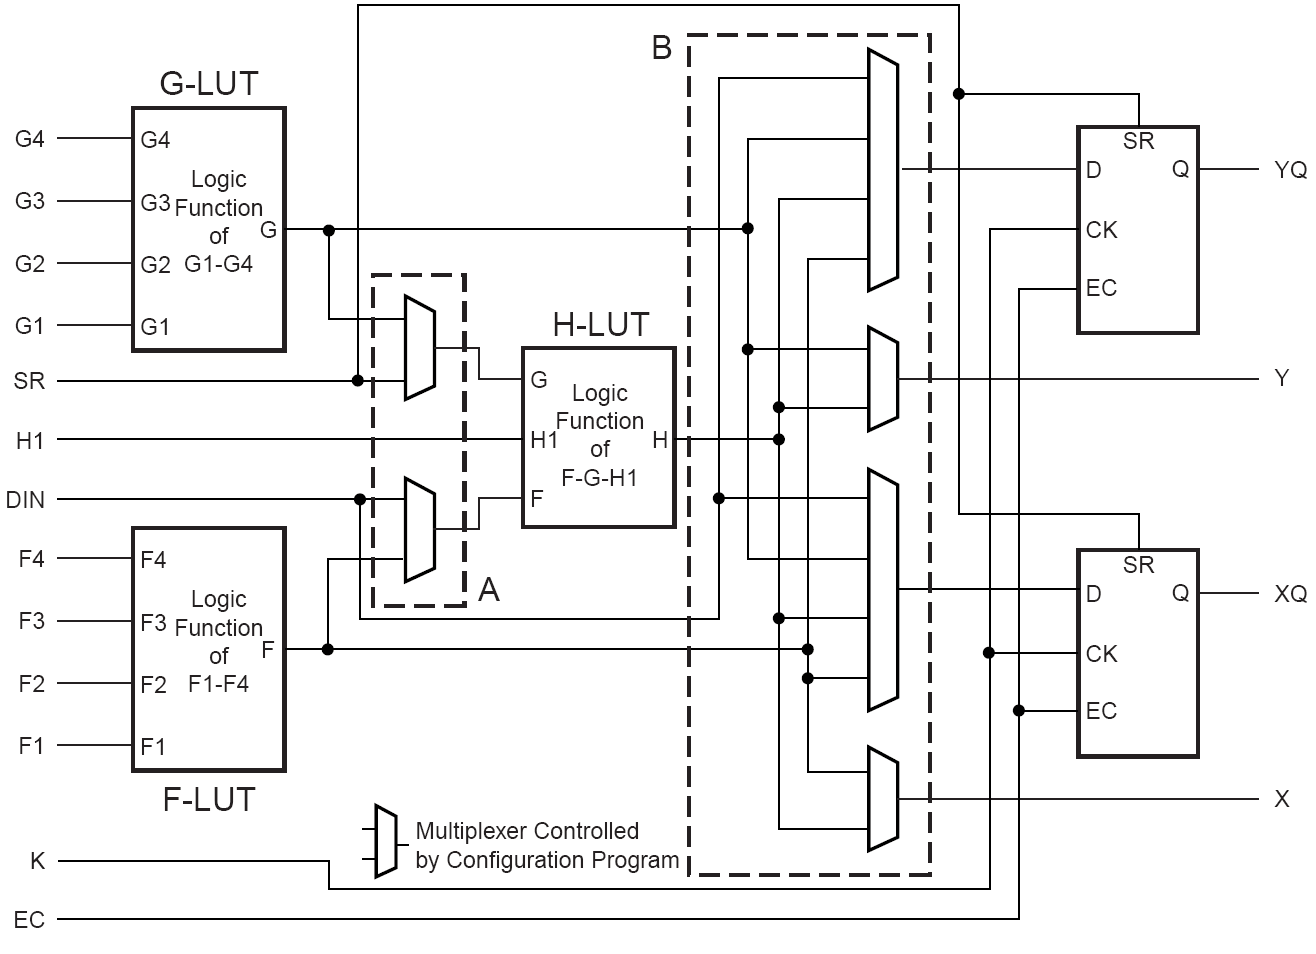 B
G-LUT
G4
G3
G2
G1
SR
H1
DIN
F4
F3
F2
F1
K
EC
G4
G3
G2
G1
Logic
Function
of
G1-G4
G
A
H-LUT
G
H1
F
Logic
Function
of
F-G-H1
H
F4
F3
F2
F1
Logic
Function
of
F1-F4
F
F-LUT
Multiplexer Controlled
by Configuration Program
SR
D
CK
EC
Q
YQ
Y
SR
D
CK
EC
Q
XQ
X